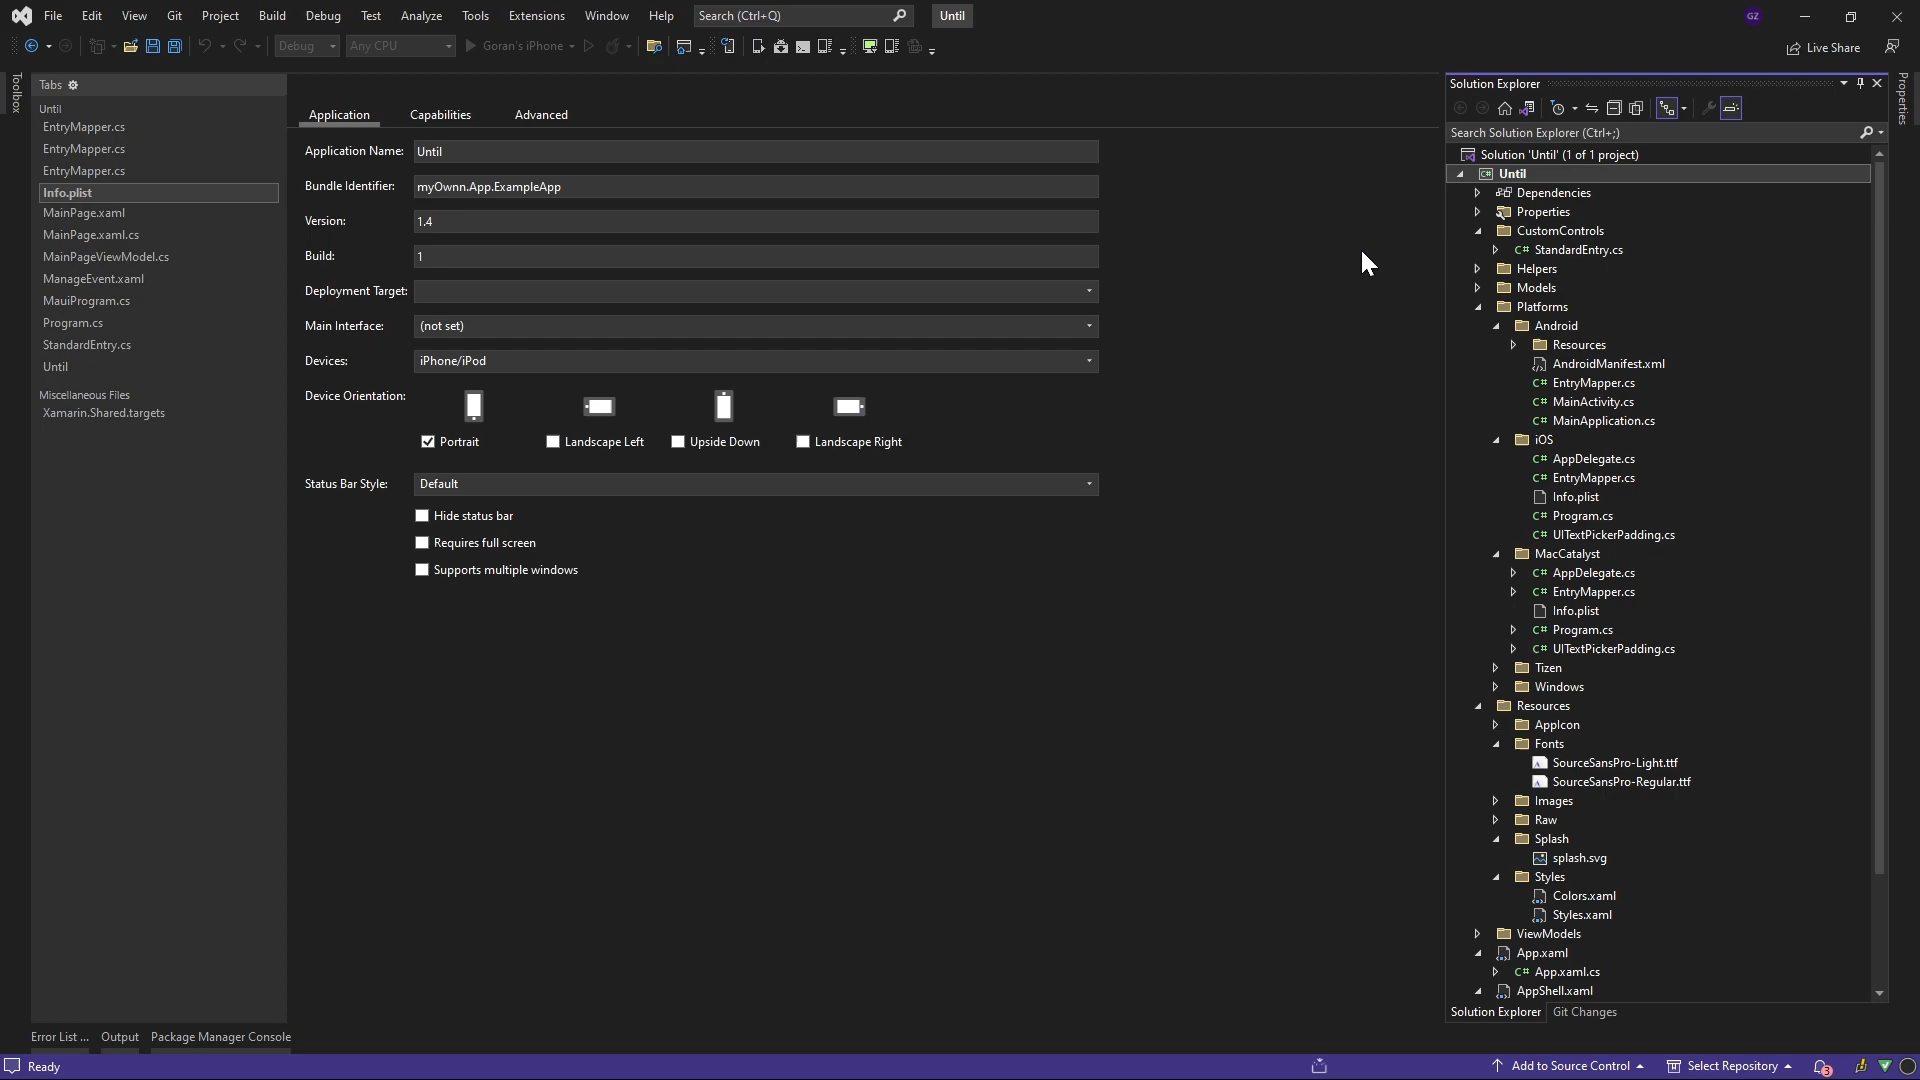 File Edit View Git Project Build Debug Test Analyze Tools Extensions Window Help Search (Ctrl+Q) Until GZ
Debug Any CPU Goran's iPhone Live Share
Toolbox
Tabs
Until
EntryMapper.cs
EntryMapper.cs
EntryMapper.cs
Info.plist
MainPage.xaml
MainPage.xaml.cs
MainPageViewModel.cs
ManageEvent.xaml
MauiProgram.cs
Program.cs
StandardEntry.cs
Until
Miscellaneous Files
Xamarin.Shared.targets
Application Capabilities Advanced
Application Name: Until
Bundle Identifier: myOwnn.App.ExampleApp
Version: 1.4
Build: 1
Deployment Target:
Main Interface: (not set)
Devices: iPhone/iPod
Device Orientation:
Portrait Landscape Left Upside Down Landscape Right
Status Bar Style: Default
Hide status bar
Requires full screen
Supports multiple windows
Solution Explorer
Search Solution Explorer (Ctrl+;)
Solution 'Until' (1 of 1 project)
C# Until
Dependencies
Properties
CustomControls
C# StandardEntry.cs
Helpers
Models
Platforms
Android
Resources
AndroidManifest.xml
C# EntryMapper.cs
C# MainActivity.cs
C# MainApplication.cs
iOS
C# AppDelegate.cs
C# EntryMapper.cs
Info.plist
C# Program.cs
C# UITextPickerPadding.cs
MacCatalyst
C# AppDelegate.cs
C# EntryMapper.cs
Info.plist
C# Program.cs
C# UITextPickerPadding.cs
Tizen
Windows
Resources
AppIcon
Fonts
SourceSansPro-Light.ttf
SourceSansPro-Regular.ttf
Images
Raw
Splash
splash.svg
Styles
Colors.xaml
Styles.xaml
ViewModels
App.xaml
C# App.xaml.cs
AppShell.xaml
Solution Explorer Git Changes
Properties
Error List ... Output Package Manager Console
Ready Add to Source Control Select Repository 3